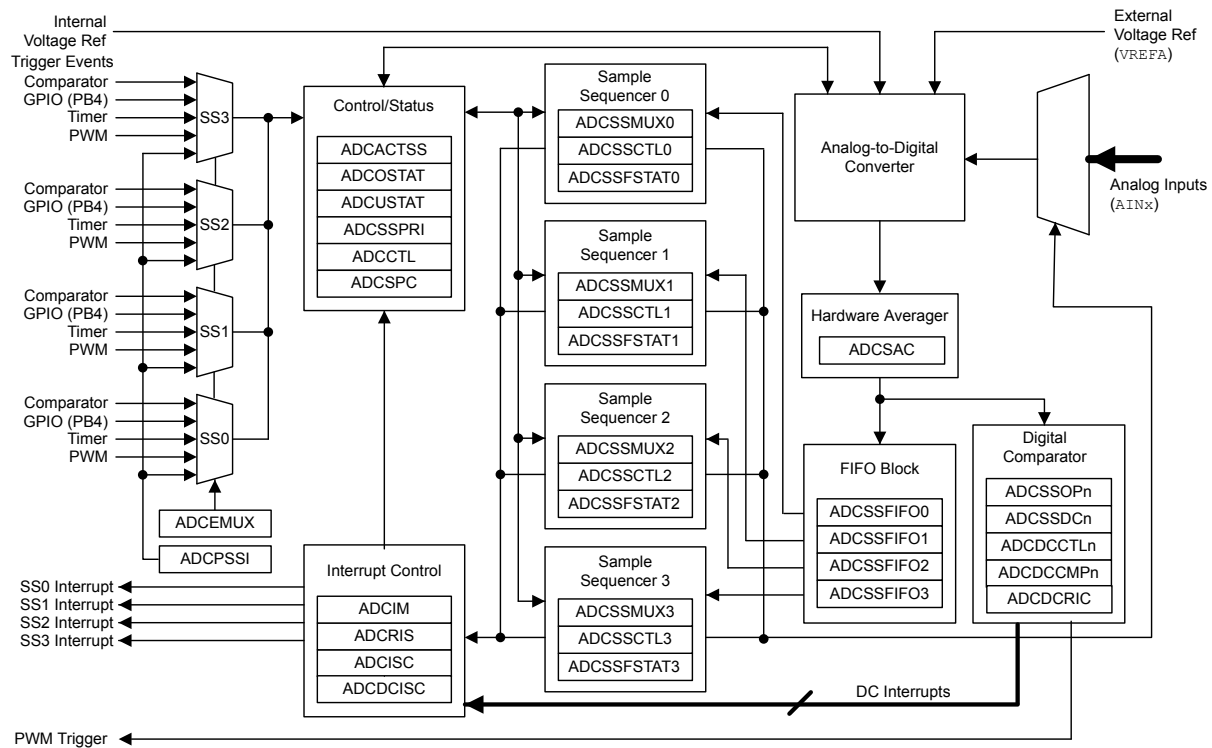 Internal
Voltage Ref
Trigger Events
Comparator
GPIO (PB4)
Timer
PWM
SS3
Comparator
GPIO (PB4)
Timer
PWM
SS2
Comparator
GPIO (PB4)
Timer
PWM
SS1
Comparator
GPIO (PB4)
Timer
PWM
SS0
ADCEMUX
ADCPSSI
SS0 Interrupt
SS1 Interrupt
SS2 Interrupt
SS3 Interrupt
PWM Trigger
Control/Status
ADCACTSS
ADCOSTAT
ADCUSTAT
ADCSSPRI
ADCCTL
ADCSPC
Interrupt Control
ADCIM
ADCRIS
ADCISC
ADCDCISC
Sample
Sequencer 0
ADCSSMUX0
ADCSSCTL0
ADCSSFSTAT0
Sample
Sequencer 1
ADCSSMUX1
ADCSSCTL1
ADCSSFSTAT1
Sample
Sequencer 2
ADCSSMUX2
ADCSSCTL2
ADCSSFSTAT2
Sample
Sequencer 3
ADCSSMUX3
ADCSSCTL3
ADCSSFSTAT3
External
Voltage Ref
(VREFA)
Analog-to-Digital
Converter
Analog Inputs
(AINx)
Hardware Averager
ADCSAC
FIFO Block
ADCSSFIFO0
ADCSSFIFO1
ADCSSFIFO2
ADCSSFIFO3
Digital
Comparator
ADCSSOPn
ADCSSDCn
ADCDCCTLn
ADCDCCMPn
ADCDCRIC
DC Interrupts